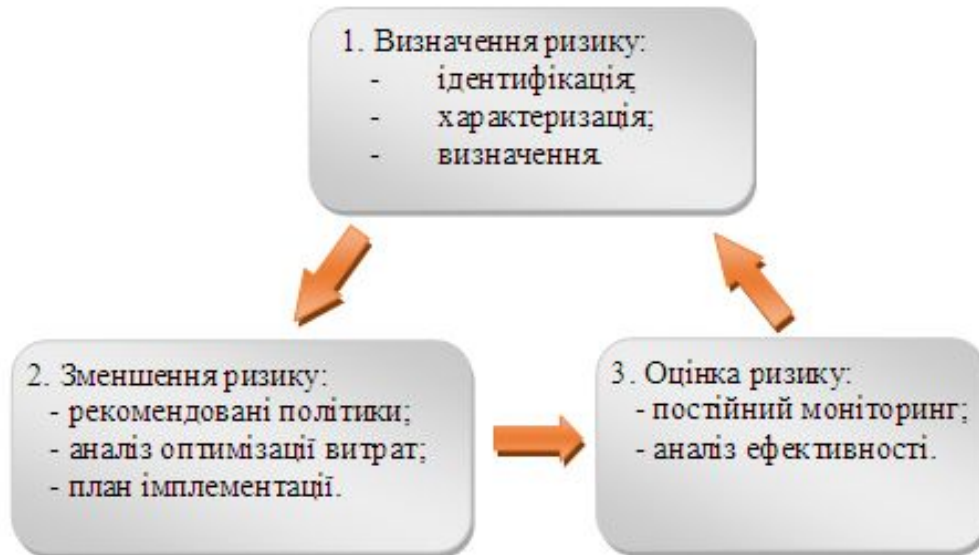 1. Визначення ризику:
- ідентифікація;
- характеризація;
- визначення.
2. Зменшення ризику:
- рекомендовані політики;
- аналіз оптимізації витрат;
- план імплементації.
3. Оцінка ризику:
- постійний моніторинг;
- аналіз ефективності.